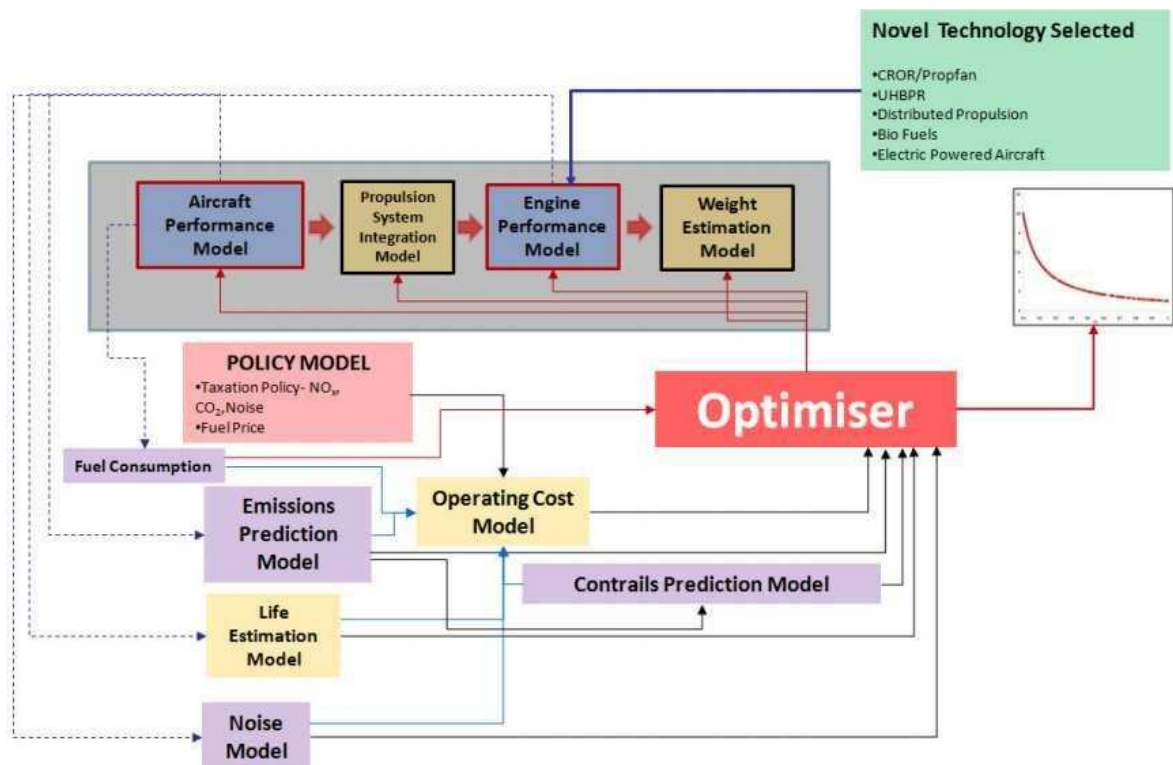 Novel Technology Selected
•CROR/Propfan
•UHBPR
•Distributed Propulsion
•Bio Fuels
•Electric Powered Aircraft
Aircraft
Performance
Model
Propulsion
System
Integration
Model
Engine
Performance
Model
Weight
Estimation
Model
POLICY MODEL
•Taxation Policy- NOₓ,
CO₂,Noise
•Fuel Price
Optimiser
Fuel Consumption
Emissions
Prediction
Model
Operating Cost
Model
Contrails Prediction Model
Life
Estimation
Model
Noise
Model